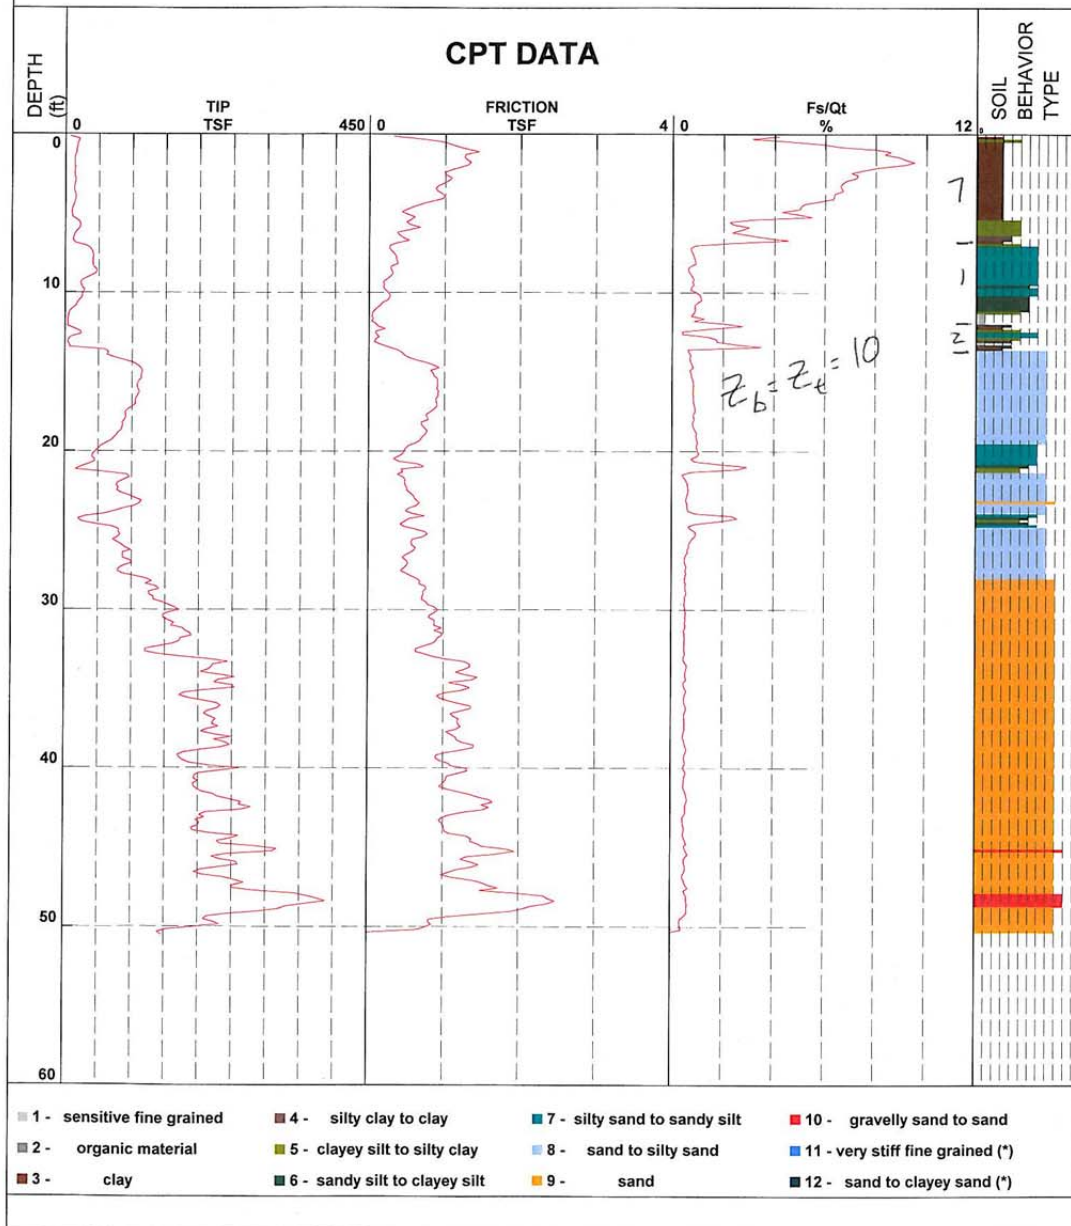 CPT DATA
DEPTH (ft)
SOIL BEHAVIOR TYPE
TIP
TSF
0 450
FRICTION
TSF
0 4
Fs/Qt
%
0 12
0
10
20
30
40
50
60
7
1
2
Z_b = Z_t = 10
1 - sensitive fine grained
2 - organic material
3 - clay
4 - silty clay to clay
5 - clayey silt to silty clay
6 - sandy silt to clayey silt
7 - silty sand to sandy silt
8 - sand to silty sand
9 - sand
10 - gravelly sand to sand
11 - very stiff fine grained (*)
12 - sand to clayey sand (*)